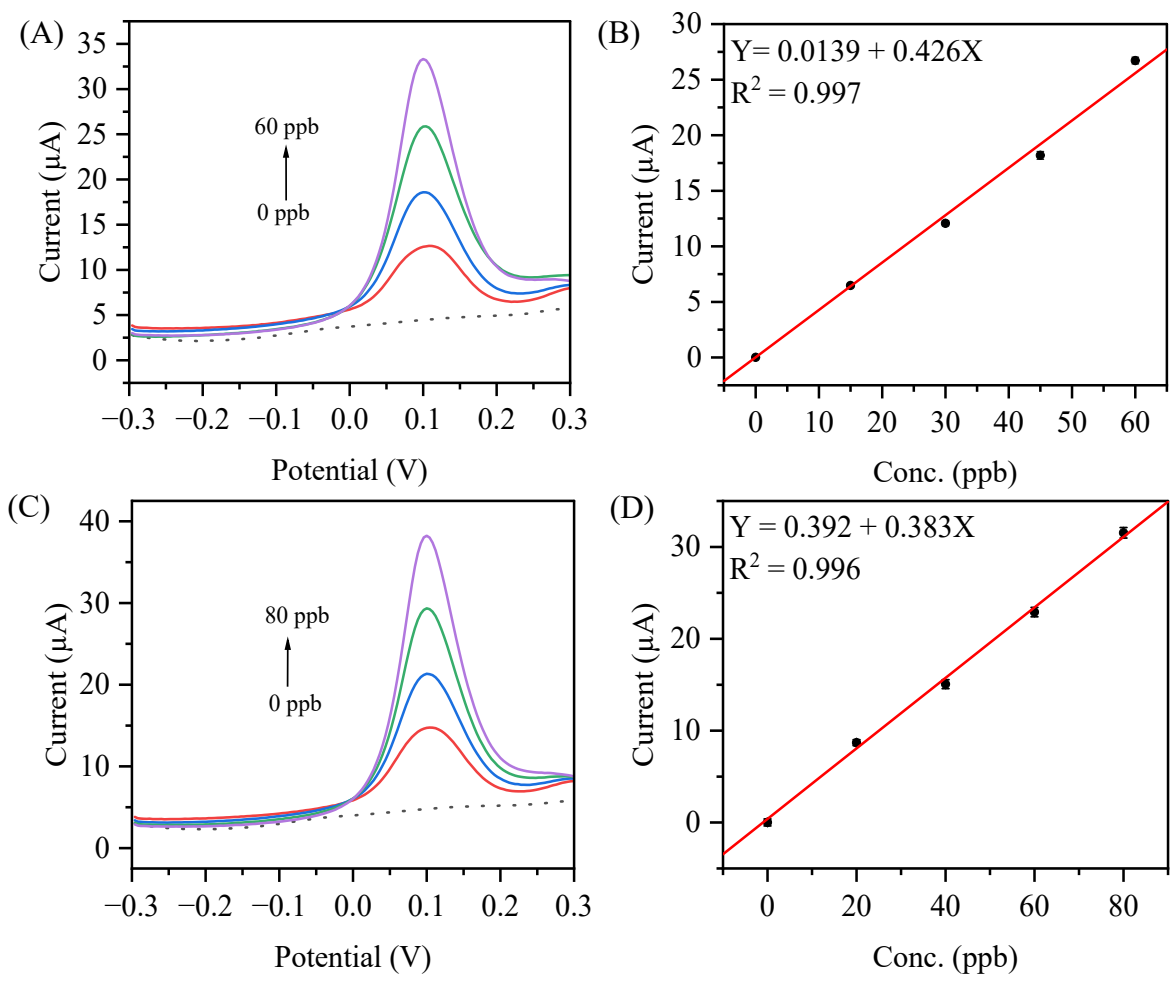 (A)
35
30
25
20
15
10
5
0
Current (µA)
60 ppb
0 ppb
−0.3 −0.2 −0.1 0.0 0.1 0.2 0.3
Potential (V)
(B)
30
25
20
15
10
5
0
Current (µA)
Y= 0.0139 + 0.426X
R² = 0.997
0 10 20 30 40 50 60
Conc. (ppb)
(C)
40
30
20
10
0
Current (µA)
80 ppb
0 ppb
−0.3 −0.2 −0.1 0.0 0.1 0.2 0.3
Potential (V)
(D)
30
20
10
0
Current (µA)
Y = 0.392 + 0.383X
R² = 0.996
0 20 40 60 80
Conc. (ppb)